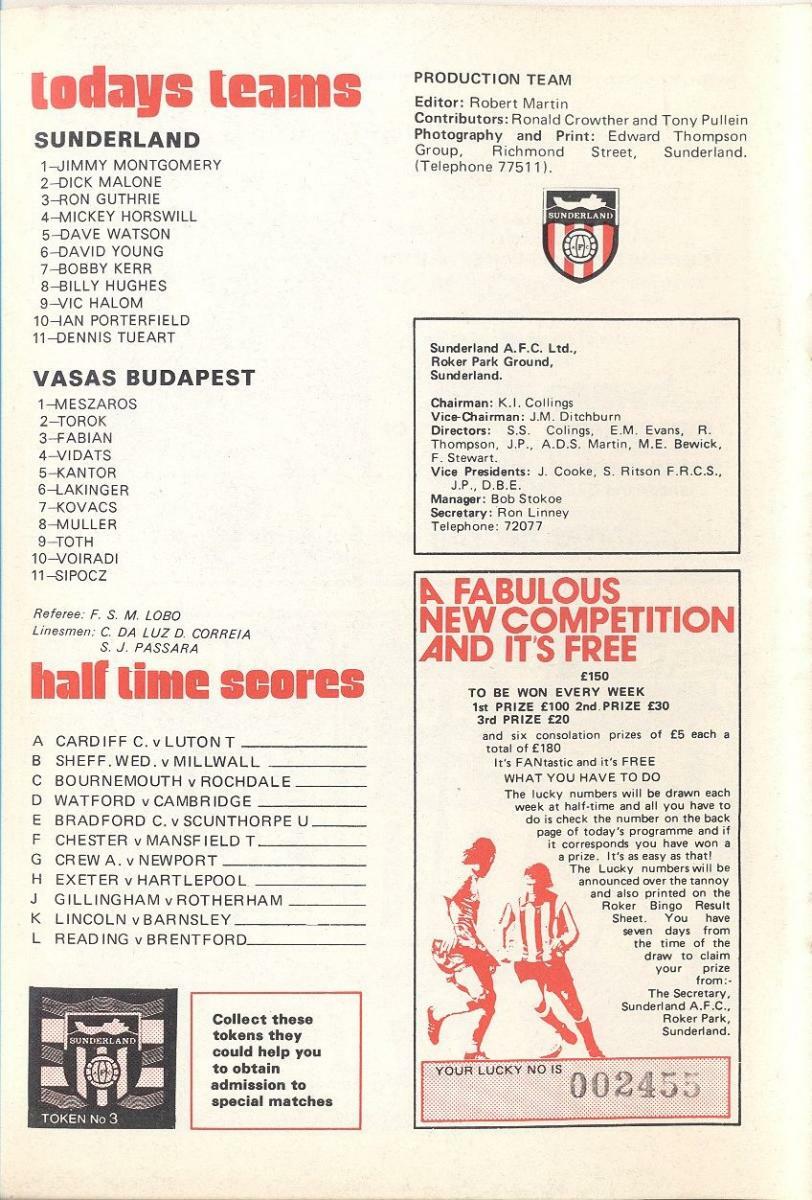 todays teams
SUNDERLAND
1—JIMMY MONTGOMERY
2—DICK MALONE
3—RON GUTHRIE
4—MICKEY HORSWILL
5—DAVE WATSON
6—DAVID YOUNG
7—BOBBY KERR
8—BILLY HUGHES
9—VIC HALOM
10—IAN PORTERFIELD
11—DENNIS TUEART
VASAS BUDAPEST
1—MESZAROS
2—TOROK
3—FABIAN
4—VIDATS
5—KANTOR
6—LAKINGER
7—KOVACS
8—MULLER
9—TOTH
10—VOIRADI
11—SIPOCZ
Referee: F. S. M. LOBO
Linesmen: C. DA LUZ D. CORREIA
S. J. PASSARA
half time scores
A CARDIFF C. v LUTON T
B SHEFF. WED. v MILLWALL
C BOURNEMOUTH v ROCHDALE
D WATFORD v CAMBRIDGE
E BRADFORD C. v SCUNTHORPE U
F CHESTER v MANSFIELD T.
G CREW A. v NEWPORT
H EXETER v HARTLEPOOL
J GILLINGHAM v ROTHERHAM
K LINCOLN v BARNSLEY
L READING v BRENTFORD
SUNDERLAND
TOKEN No 3
Collect these
tokens they
could help you
to obtain
admission to
special matches
PRODUCTION TEAM
Editor: Robert Martin
Contributors: Ronald Crowther and Tony Pullein
Photography and Print: Edward Thompson
Group, Richmond Street, Sunderland.
(Telephone 77511).
SUNDERLAND
Sunderland A.F.C. Ltd.,
Roker Park Ground,
Sunderland.
Chairman: K.I. Collings
Vice-Chairman: J.M. Ditchburn
Directors: S.S. Colings, E.M. Evans, R.
Thompson, J.P., A.D.S. Martin, M.E. Bewick,
F. Stewart.
Vice Presidents: J. Cooke, S. Ritson F.R.C.S.,
J.P., D.B.E.
Manager: Bob Stokoe
Secretary: Ron Linney
Telephone: 72077
A FABULOUS
NEW COMPETITION
AND IT'S FREE
£150
TO BE WON EVERY WEEK
1st PRIZE £100 2nd. PRIZE £30
3rd PRIZE £20
and six consolation prizes of £5 each a
total of £180
It's FANtastic and it's FREE
WHAT YOU HAVE TO DO
The lucky numbers will be drawn each
week at half-time and all you have to
do is check the number on the back
page of today's programme and if
it corresponds you have won a
a prize. It's as easy as that!
The Lucky numbers will be
announced over the tannoy
and also printed on the
Roker Bingo Result
Sheet. You have
seven days from
the time of the
draw to claim
your prize
from:-
The Secretary,
Sunderland A.F.C.,
Roker Park,
Sunderland.
YOUR LUCKY NO IS 002455